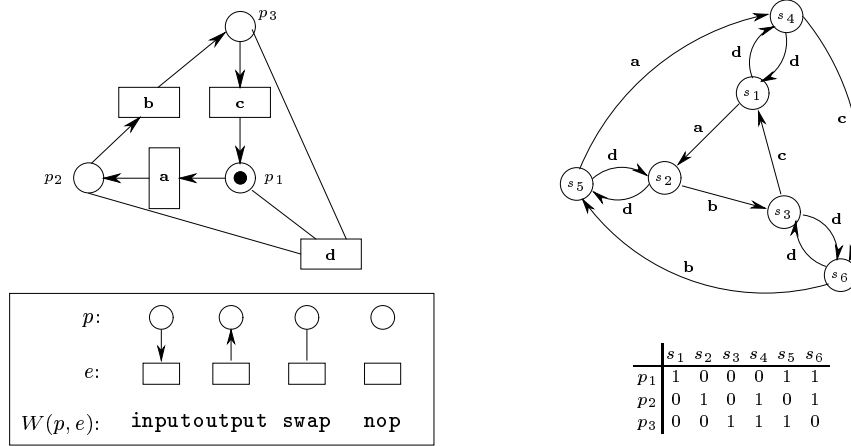 p3
b
c
p2
a
p1
d
p:
e:
W(p, e): input output swap nop
s4
d
d
a
s1
c
a
d
c
s5
s2
d
b
s3
d
d
b
s6
s1 s2 s3 s4 s5 s6
p1 1 0 0 0 1 1
p2 0 1 0 1 0 1
p3 0 0 1 1 1 0